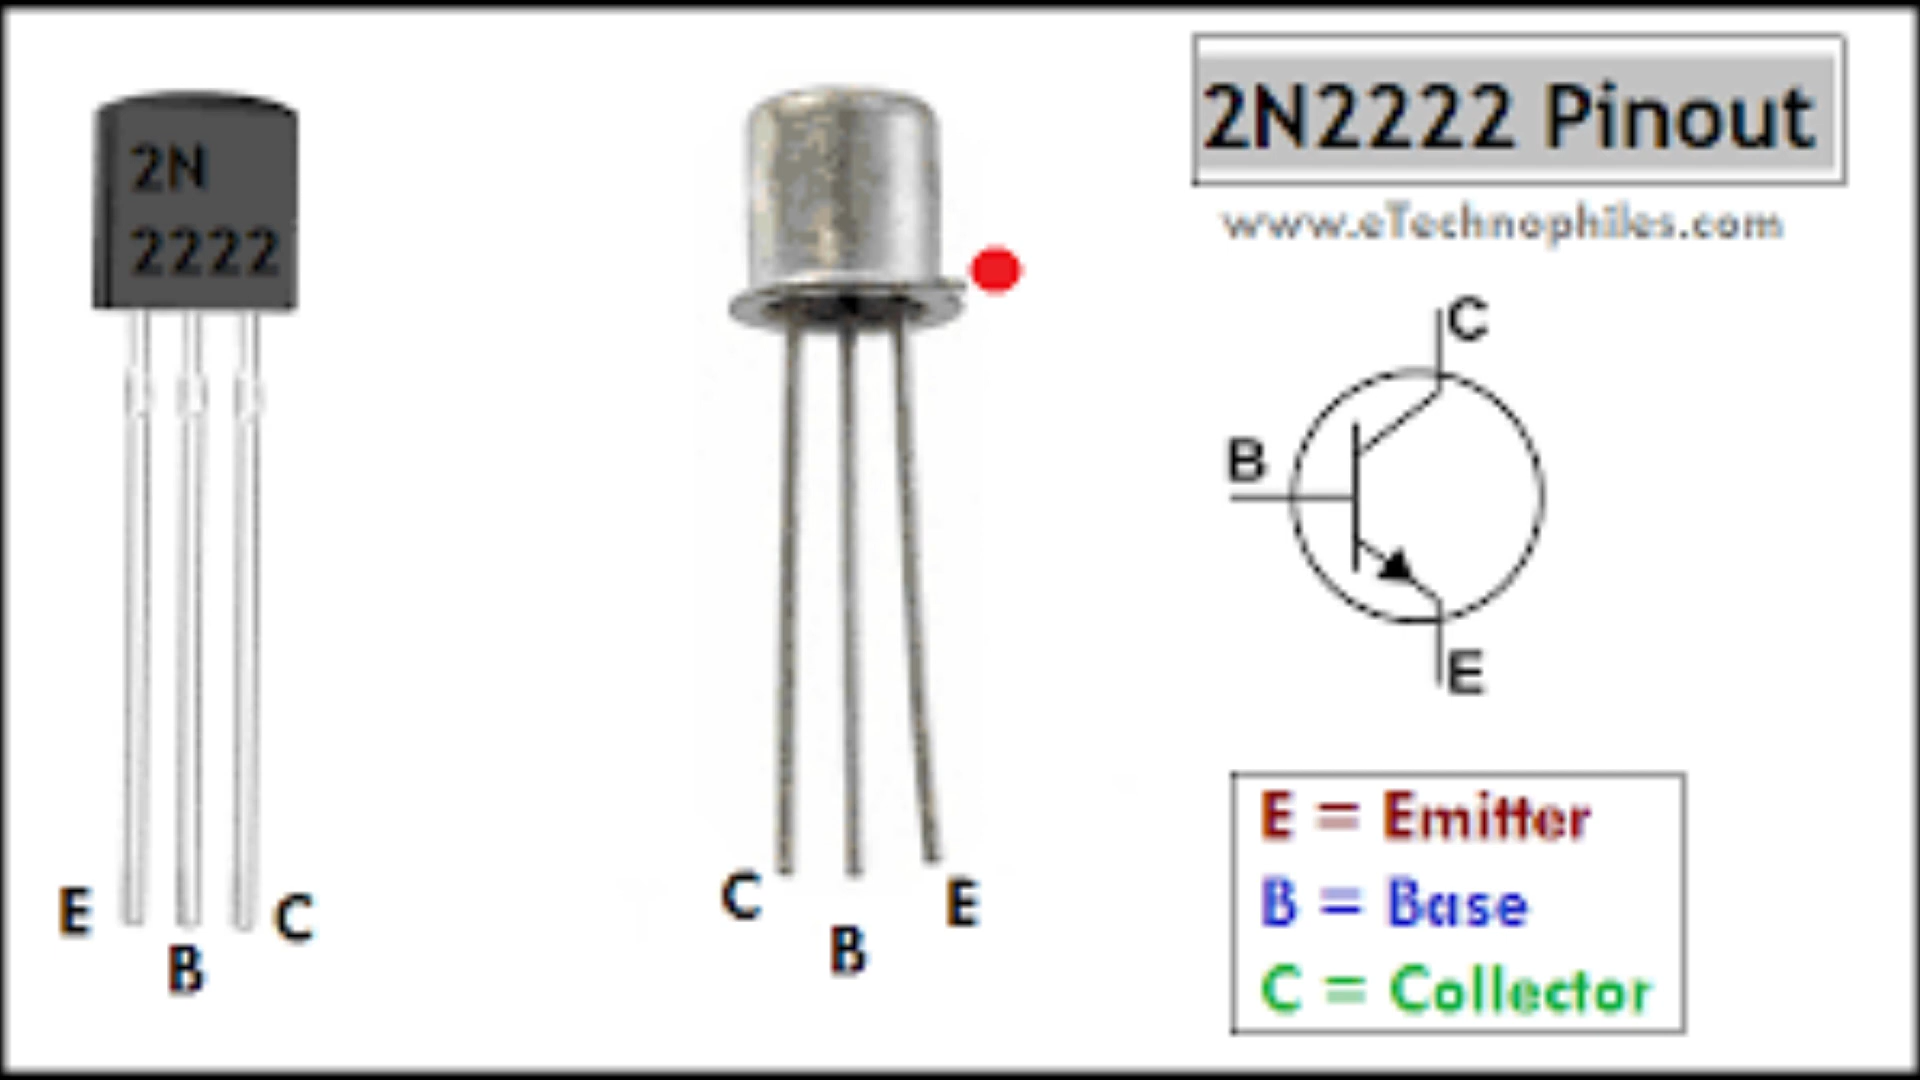 2N
2222
E
B
C
C
B
E
2N2222 Pinout
www.eTechnophiles.com
C
B
E
E = Emitter
B = Base
C = Collector